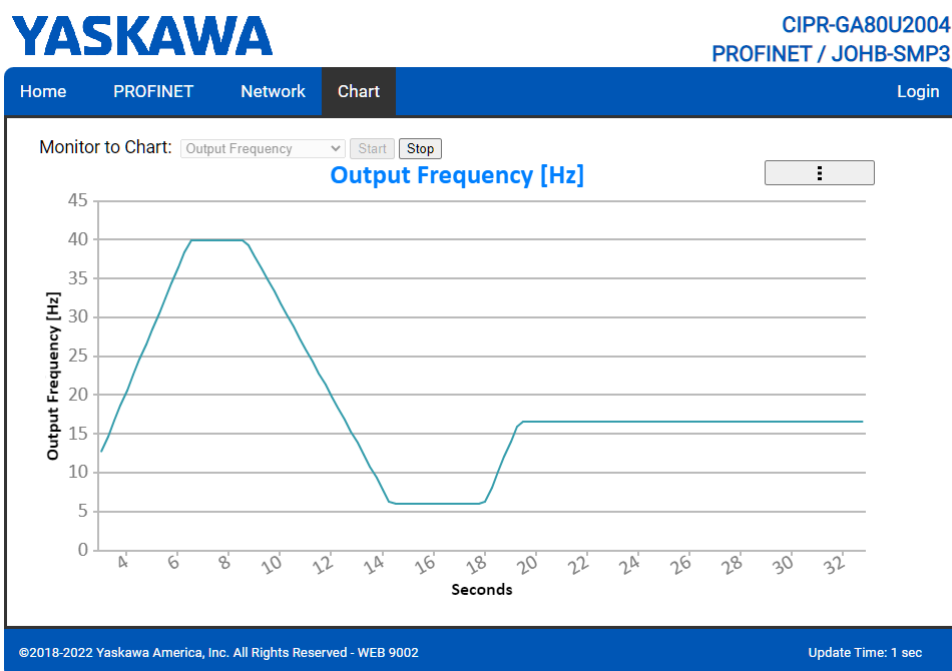 YASKAWA
CIPR-GA80U2004
PROFINET / JOHB-SMP3
Home PROFINET Network Chart Login
Monitor to Chart: Output Frequency Start Stop
Output Frequency [Hz]
45
40
35
30
25
20
15
10
5
0
Output Frequency [Hz]
4 6 8 10 12 14 16 18 20 22 24 26 28 30 32
Seconds
©2018-2022 Yaskawa America, Inc. All Rights Reserved - WEB 9002 Update Time: 1 sec